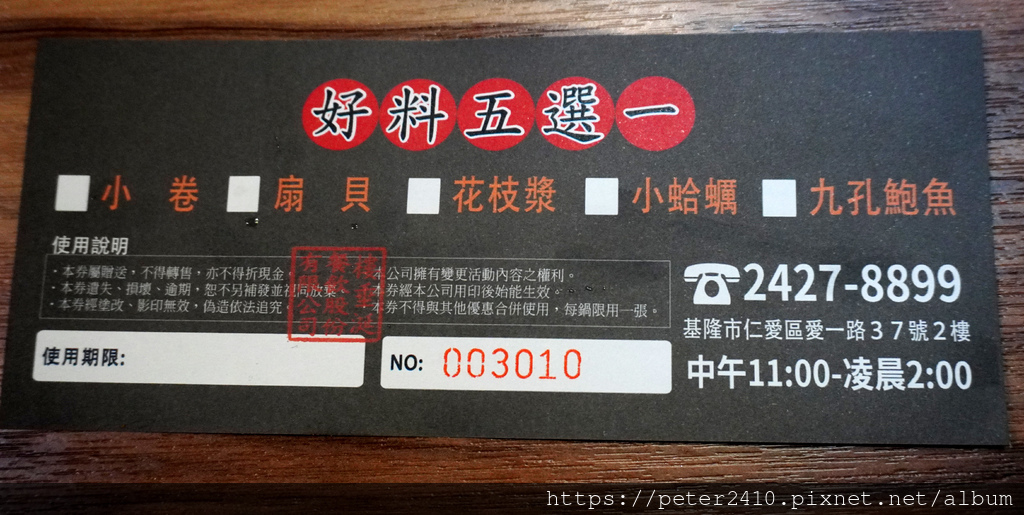 好料五選一
小卷 扇貝 花枝漿 小蛤蠣 九孔鮑魚
使用說明
・本券屬贈送，不得轉售，亦不得折現金。
・本券遺失、損壞、逾期，恕不另補發並視同放棄。
・本券經塗改、影印無效，偽造依法追究。
・本公司擁有變更活動內容之權利。
・本券經本公司用印後始能生效。
・本券不得與其他優惠合併使用，每鍋限用一張。
有限公司
使用期限:
NO: 003010
☎2427-8899
基隆市仁愛區愛一路３７號２樓
中午11:00-凌晨2:00
https://peter2410.pixnet.net/album